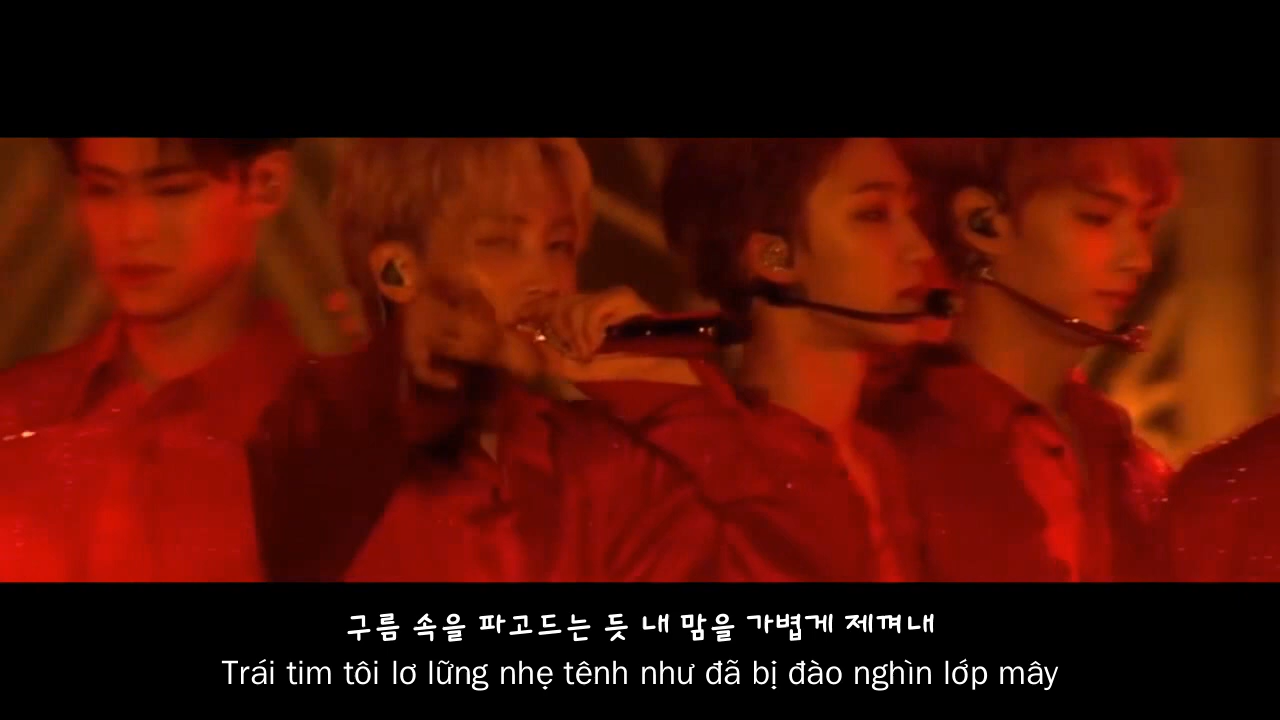 구름 속을 파고드는 듯 내 맘을 가볍게 제껴내
Trái tim tôi lơ lững nhẹ tênh như đã bị đào nghìn lớp mây